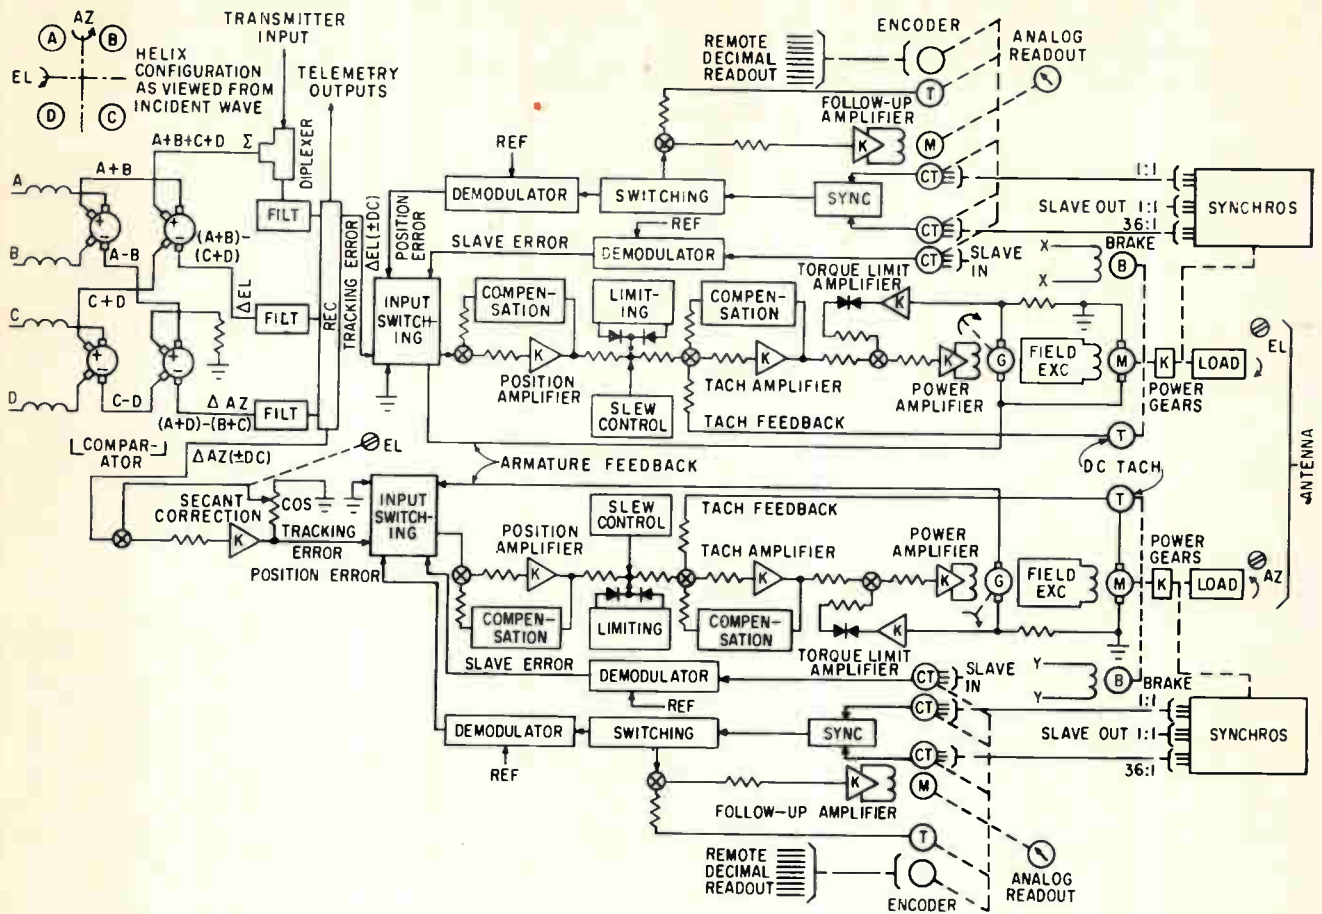 AZ
A
B
EL
D
C
HELIX
CONFIGURATION
AS VIEWED FROM
INCIDENT WAVE
TRANSMITTER
INPUT
TELEMETRY
OUTPUTS
A+B+C+D Σ
DIPLEXER
A
A+B
+
-
+
-
(A+B)-
(C+D)
B
A-B
C+D
ΔEL
C
+
-
+
-
D
C-D
Δ AZ
(A+D)-(B+C)
FILT
FILT
FILT
REC
COMPAR-
ATOR
TRACKING ERROR
ΔEL(±DC)
POSITION
ERROR
REF
DEMODULATOR
SWITCHING
SYNC
REF
SLAVE ERROR
DEMODULATOR
ENCODER
REMOTE
DECIMAL
READOUT
ANALOG
READOUT
T
FOLLOW-UP
AMPLIFIER
K
M
CT
CT
CT
SLAVE
IN
1:1
SLAVE OUT 1:1
36:1
SYNCHROS
BRAKE
X
X
B
INPUT
SWITCH-
ING
COMPEN-
SATION
K
POSITION
AMPLIFIER
LIMIT-
ING
SLEW
CONTROL
COMPEN-
SATION
K
TACH AMPLIFIER
TACH FEEDBACK
TORQUE LIMIT
AMPLIFIER
K
K
POWER
AMPLIFIER
G
FIELD
EXC
M
K
POWER
GEARS
LOAD
EL
T
DC TACH
ANTENNA
ΔAZ(±DC)
EL
SECANT
CORRECTION
COS
K
TRACKING
ERROR
POSITION ERROR
ARMATURE FEEDBACK
INPUT
SWITCH-
ING
POSITION
AMPLIFIER
K
COMPEN-
SATION
SLEW
CONTROL
LIMITING
TACH FEEDBACK
TACH AMPLIFIER
K
COMPEN-
SATION
POWER
AMPLIFIER
K
K
TORQUE LIMIT
AMPLIFIER
T
G
FIELD
EXC
M
POWER
GEARS
K
LOAD
AZ
SLAVE ERROR
DEMODULATOR
REF
CT
SLAVE
IN
Y
Y
B
BRAKE
DEMODULATOR
REF
SWITCHING
SYNC
CT
CT
1:1
SLAVE OUT 1:1
36:1
SYNCHROS
K
M
FOLLOW-UP AMPLIFIER
T
REMOTE
DECIMAL
READOUT
ENCODER
ANALOG
READOUT